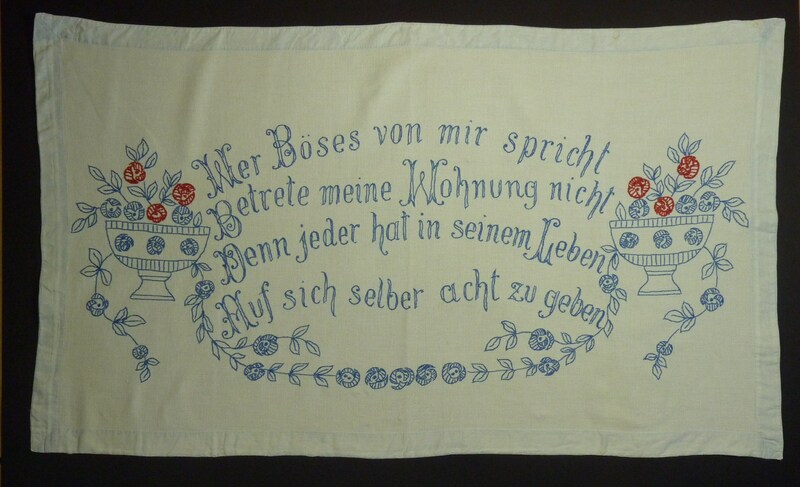 Wer Böses von mir spricht
Betrete meine Wohnung nicht
Denn jeder hat in seinem Leben
Auf sich selber acht zu geben